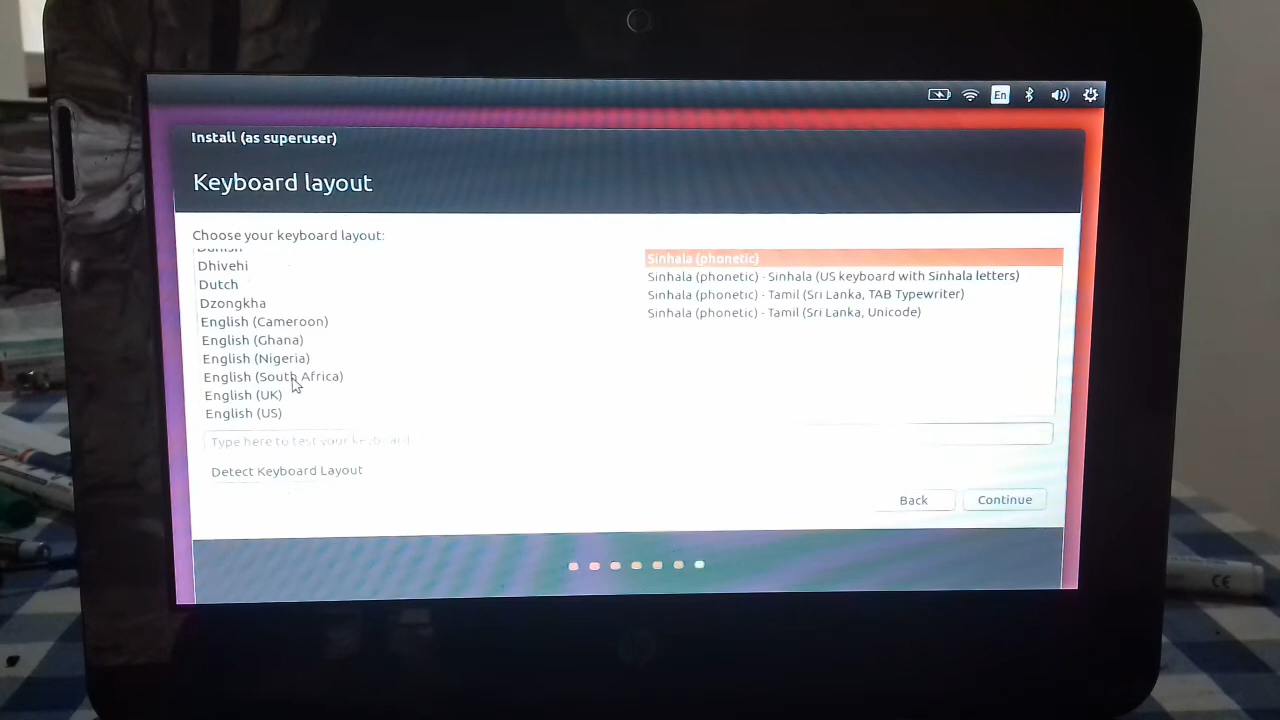 En
Install (as superuser)
Keyboard layout
Choose your keyboard layout:
Danish
Dhivehi
Dutch
Dzongkha
English (Cameroon)
English (Ghana)
English (Nigeria)
English (South Africa)
English (UK)
English (US)
Sinhala (phonetic)
Sinhala (phonetic) - Sinhala (US keyboard with Sinhala letters)
Sinhala (phonetic) - Tamil (Sri Lanka, TAB Typewriter)
Sinhala (phonetic) - Tamil (Sri Lanka, Unicode)
Type here to test your keyboard
Detect Keyboard Layout
Back
Continue
CE